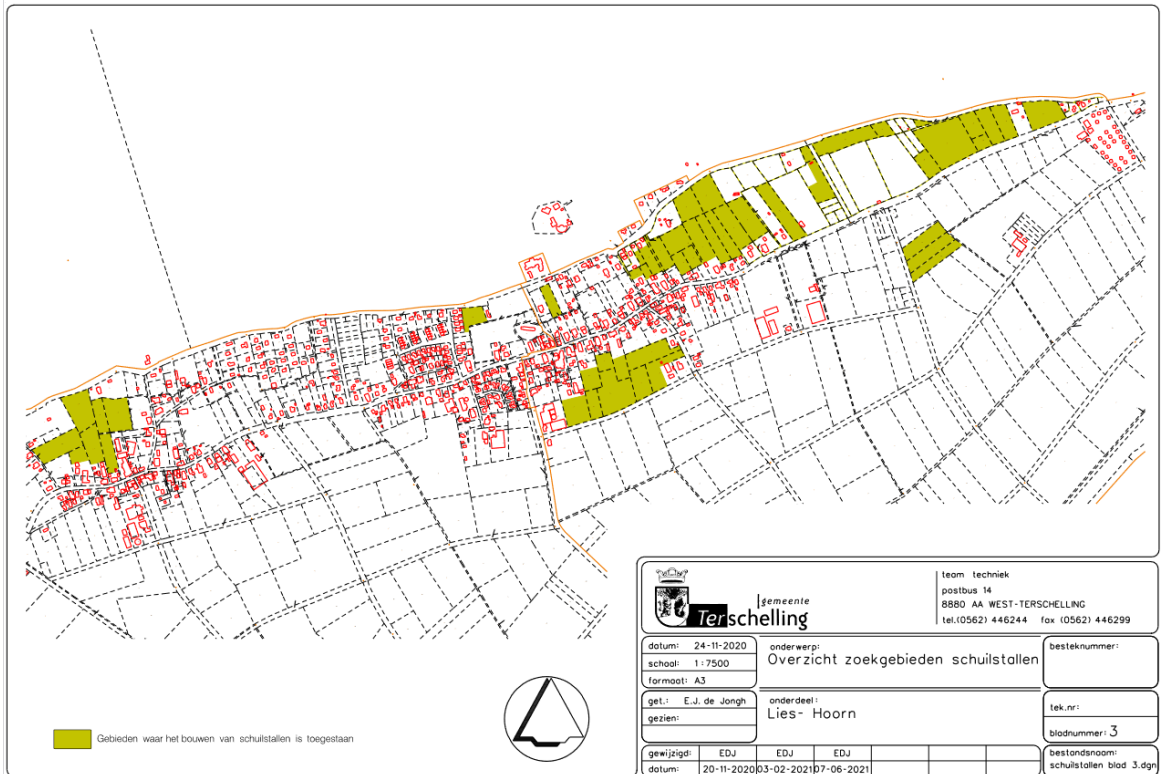 gemeente
Terschelling
team techniek
postbus 14
8880 AA WEST-TERSCHELLING
tel.(0562) 446244 fax (0562) 446299
datum: 24-11-2020
schaal: 1:7500
formaat: A3
onderwerp:
Overzicht zoekgebieden schuilstallen
besteknummer:
get.: E.J. de Jongh
gezien:
onderdeel:
Lies- Hoorn
tek.nr:
bladnummer: 3
gewijzigd: EDJ EDJ EDJ
datum: 20-11-2020 03-02-2021 07-06-2021
bestandsnaam:
schuilstallen blad 3.dgn
Gebieden waar het bouwen van schuilstallen is toegestaan